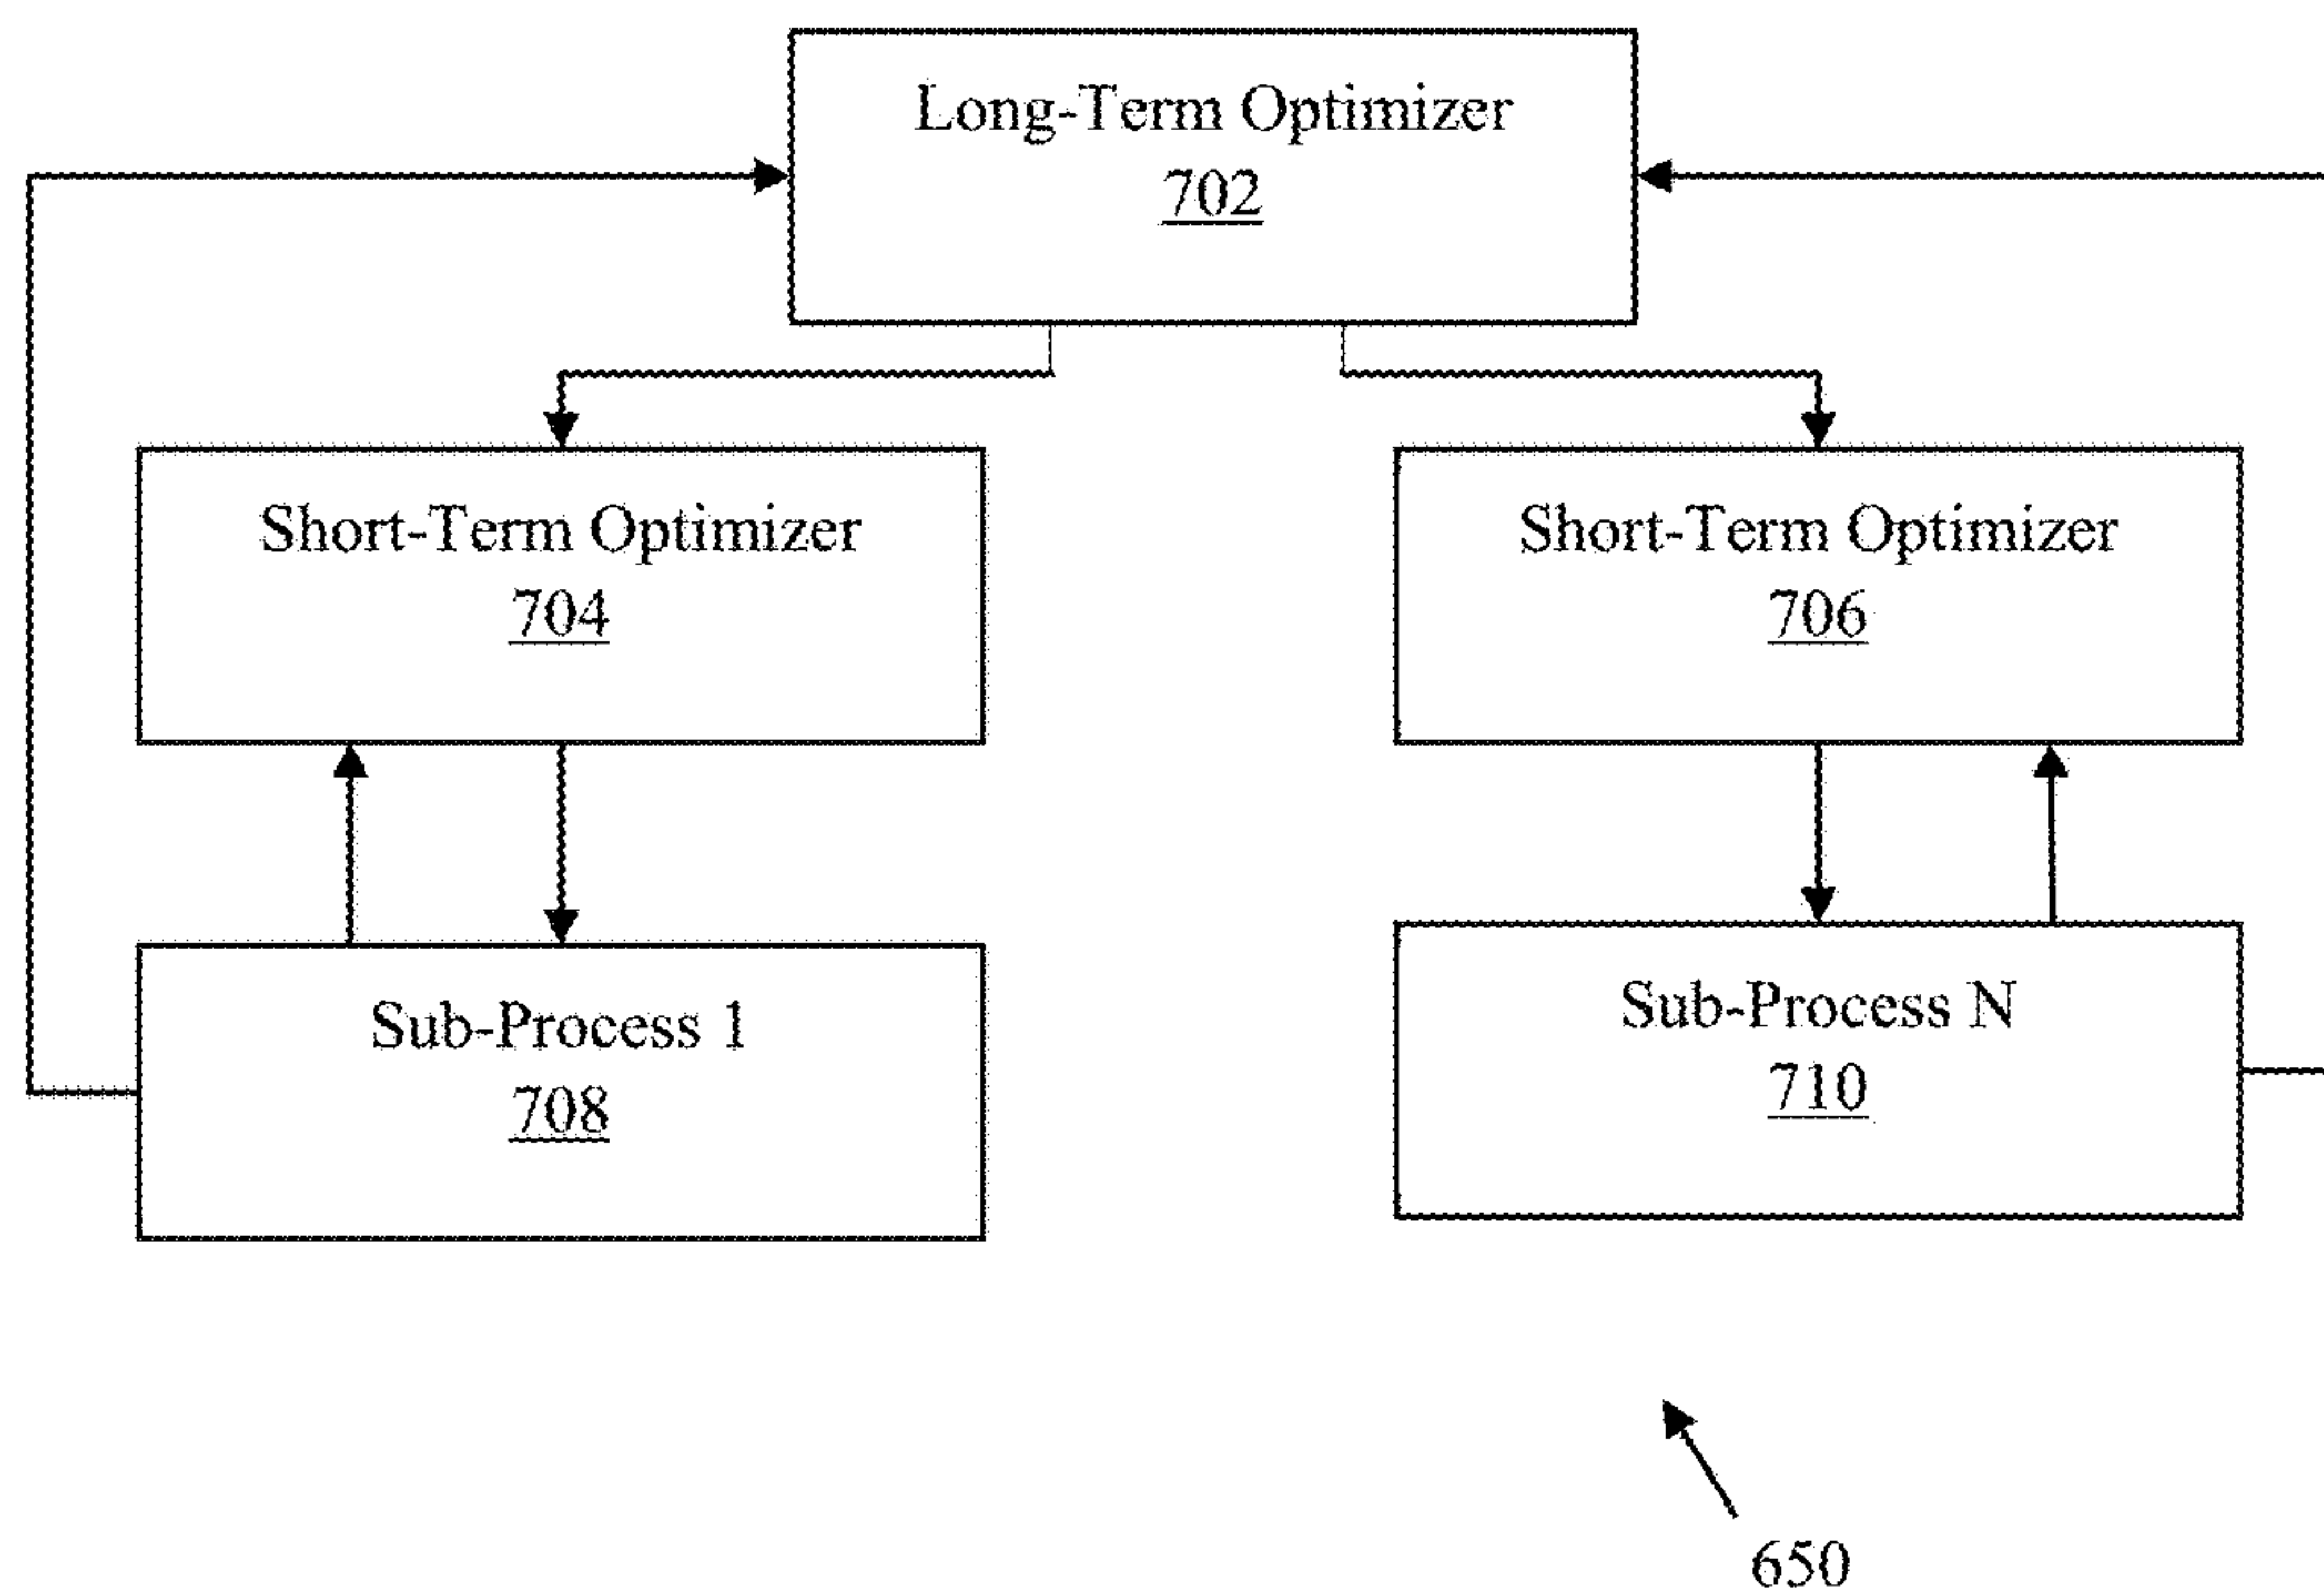 Long-Term Optimizer
702
Short-Term Optimizer
704
Short-Term Optimizer
706
Sub-Process 1
708
Sub-Process N
710
650